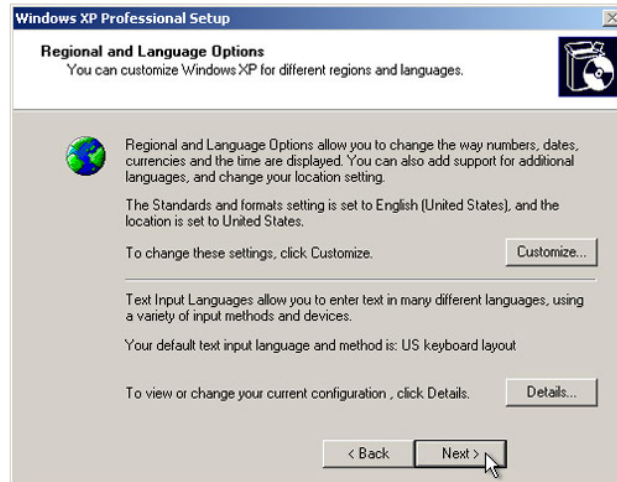 Windows XP Professional Setup
Regional and Language Options
You can customize Windows XP for different regions and languages.
Regional and Language Options allow you to change the way numbers, dates,
currencies and the time are displayed. You can also add support for additional
languages, and change your location setting.
The Standards and formats setting is set to English (United States), and the
location is set to United States.
To change these settings, click Customize.
Customize...
Text Input Languages allow you to enter text in many different languages, using
a variety of input methods and devices.
Your default text input language and method is: US keyboard layout
To view or change your current configuration , click Details.
Details...
< Back
Next >